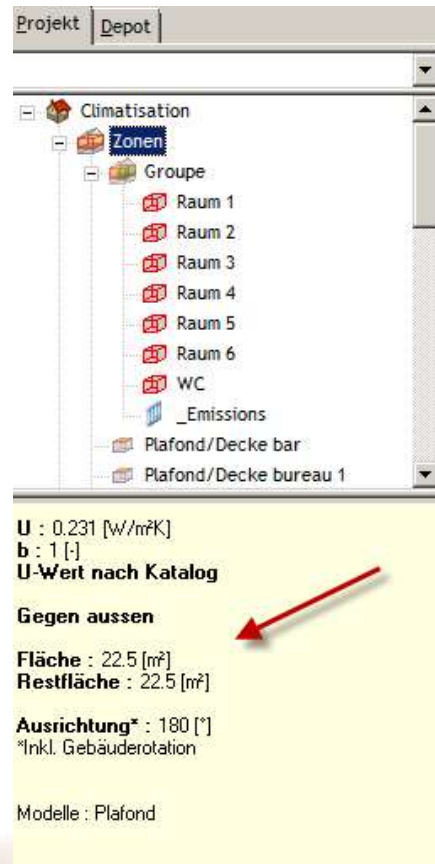 Projekt Depot
Climatisation
Zonen
Groupe
Raum 1
Raum 2
Raum 3
Raum 4
Raum 5
Raum 6
WC
_Emissions
Plafond/Decke bar
Plafond/Decke bureau 1
U : 0.231 [W/m²K]
b : 1 [-]
U-Wert nach Katalog
Gegen aussen
Fläche : 22.5 [m²]
Restfläche : 22.5 [m²]
Ausrichtung* : 180 [°]
*Inkl. Gebäuderotation
Modelle : Plafond